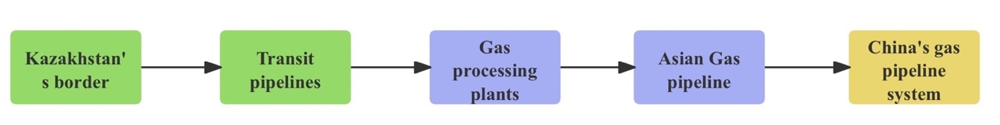 Kazakhstan'
s border
Transit
pipelines
Gas
processing
plants
Asian Gas
pipeline
China's gas
pipeline
system